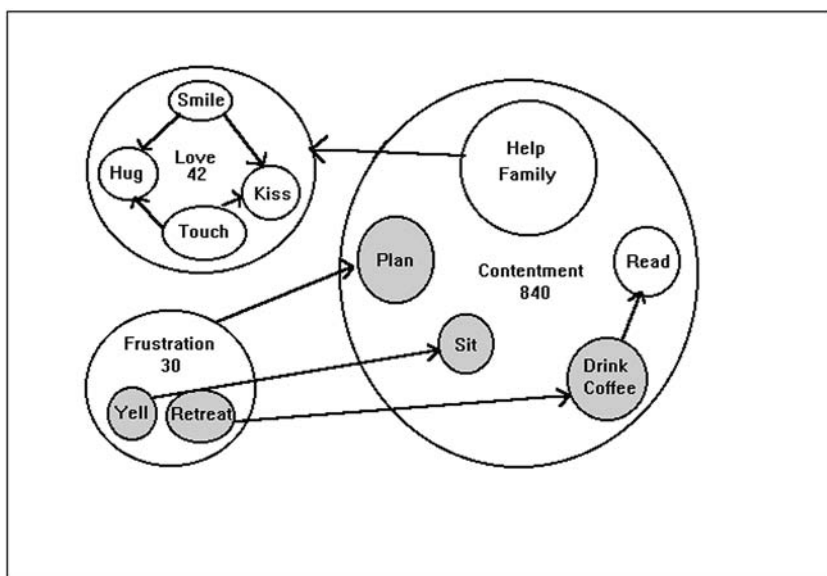 Smile
Love
42
Hug
Kiss
Touch
Help
Family
Plan
Contentment
840
Read
Frustration
30
Sit
Drink
Coffee
Yell
Retreat